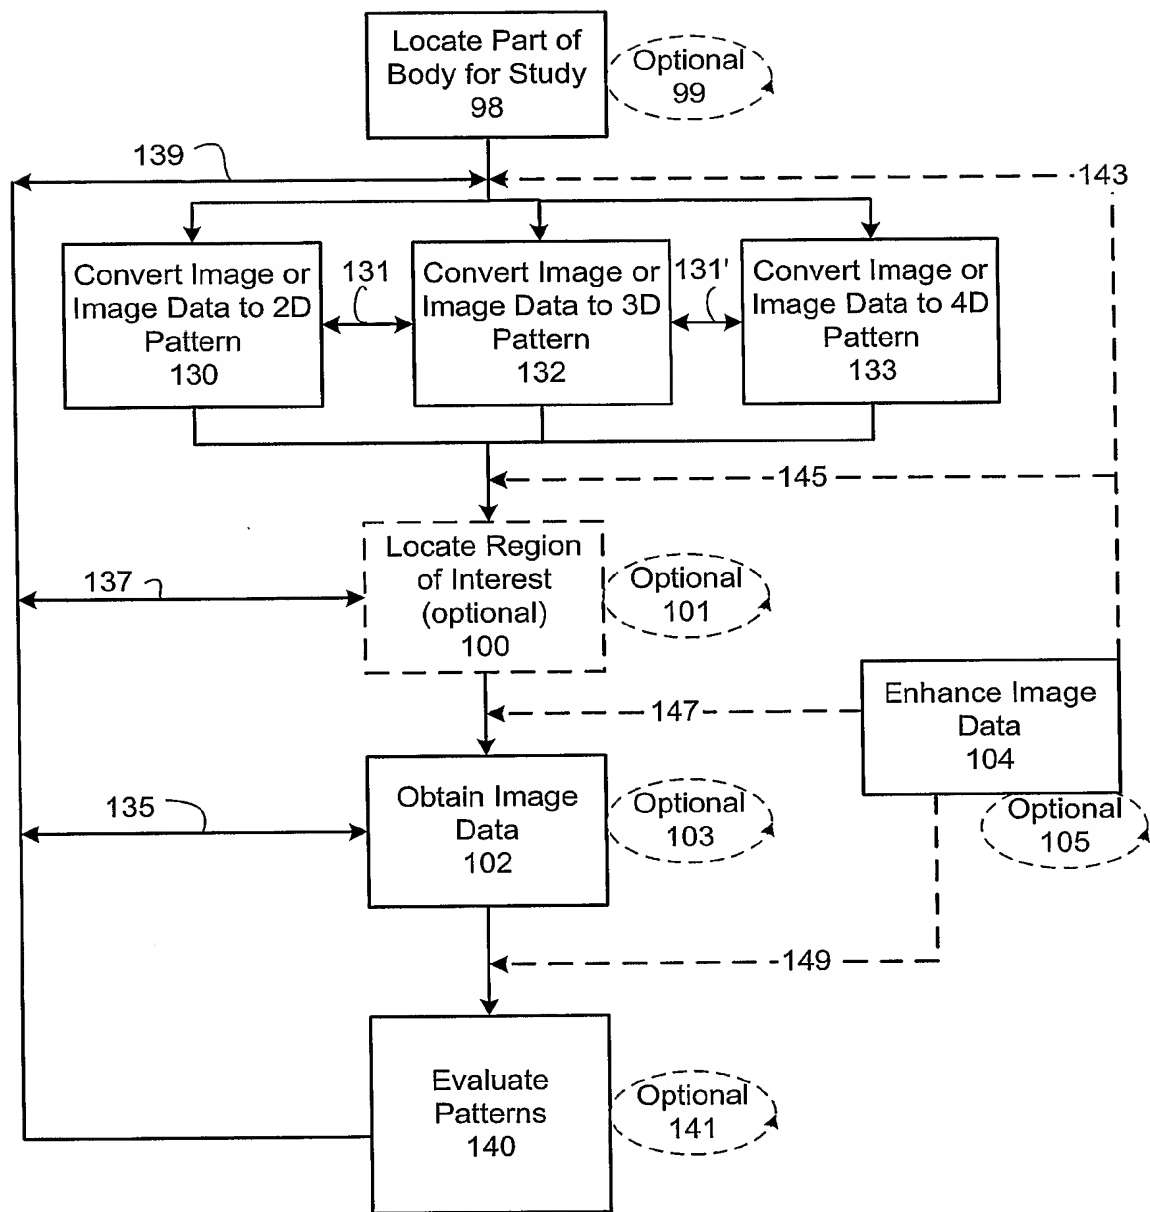 Locate Part of
Body for Study
98
Optional
99
139
143
Convert Image or
Image Data to 2D
Pattern
130
131
Convert Image or
Image Data to 3D
Pattern
132
131'
Convert Image or
Image Data to 4D
Pattern
133
145
Locate Region
of Interest
(optional)
100
Optional
101
137
147
Enhance Image
Data
104
Optional
105
135
Obtain Image
Data
102
Optional
103
149
Evaluate
Patterns
140
Optional
141